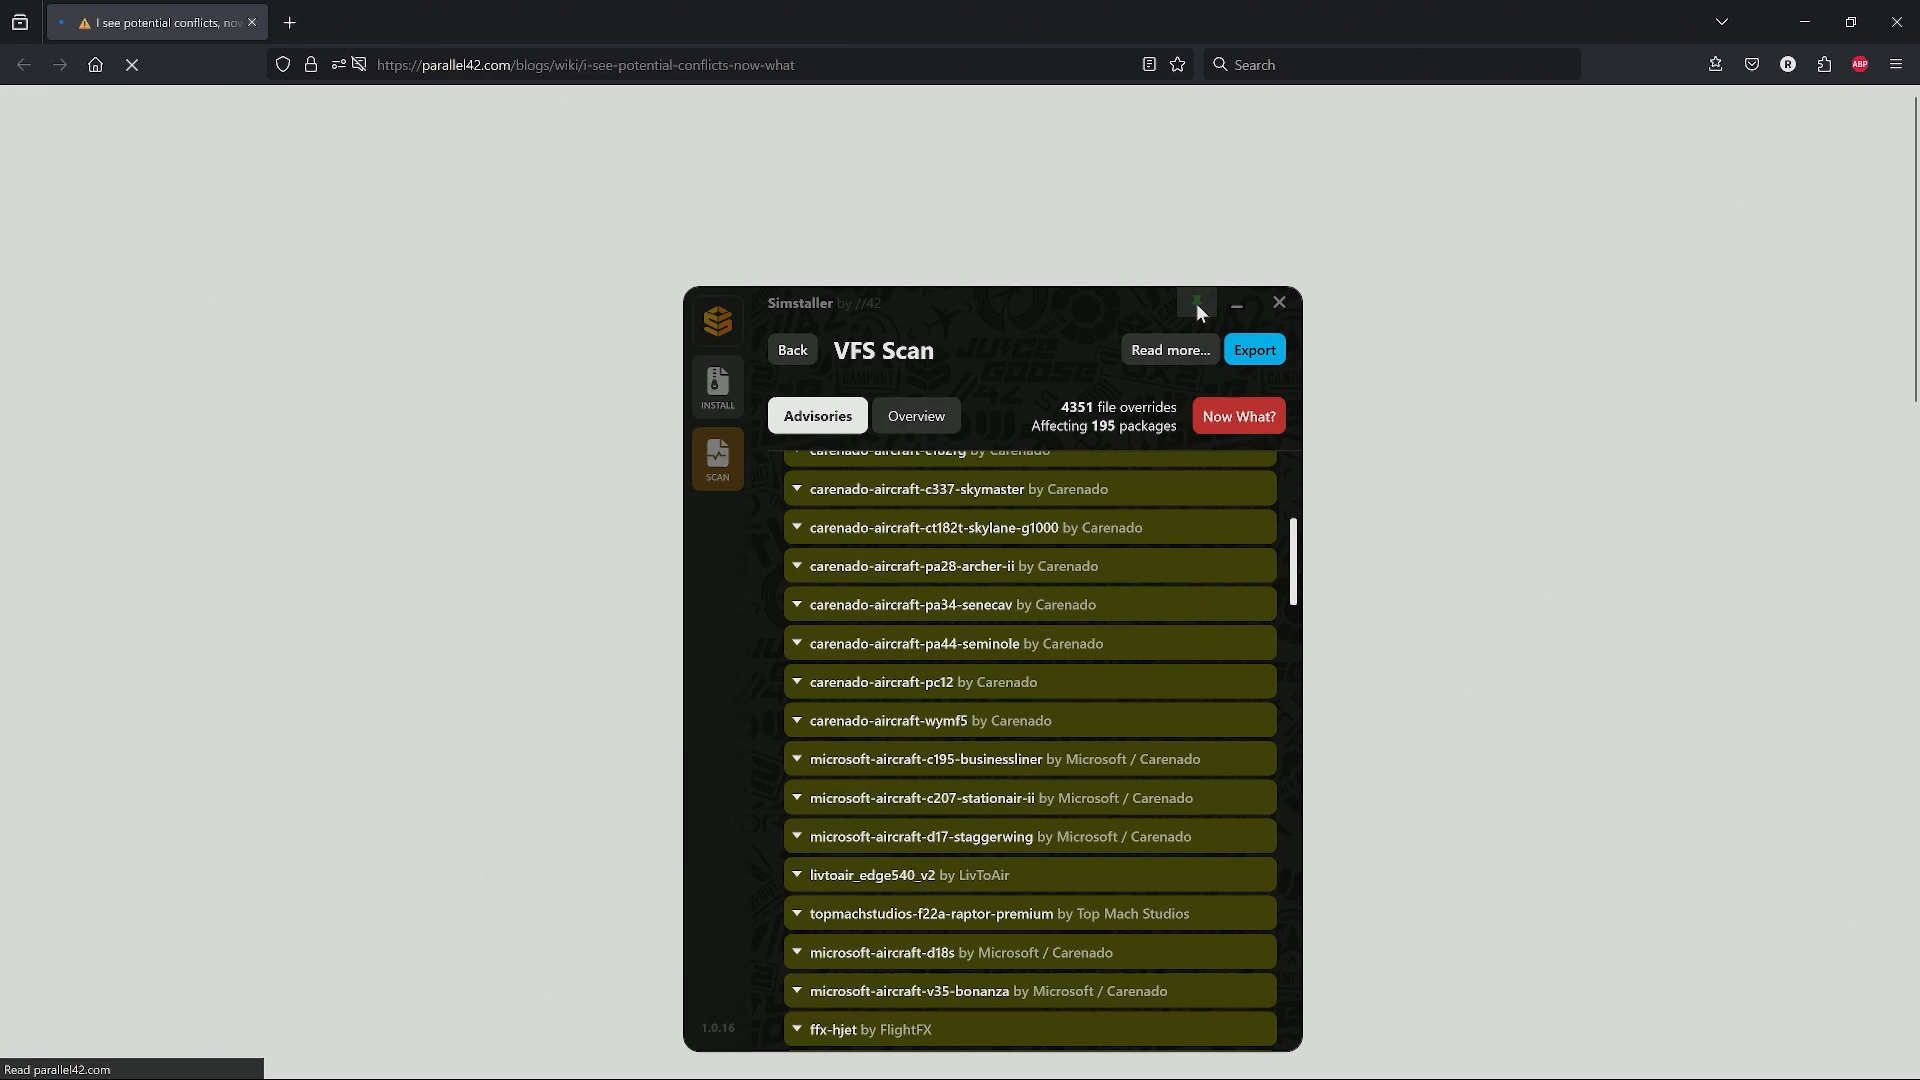 I see potential conflicts, nov
https://parallel42.com/blogs/wiki/i-see-potential-conflicts-now-what
Search
R
ABP
Simstaller by //42
Back
VFS Scan
Read more...
Export
INSTALL
Advisories
Overview
4351 file overrides
Affecting 195 packages
Now What?
SCAN
carenado-aircraft-c182rg by Carenado
carenado-aircraft-c337-skymaster by Carenado
carenado-aircraft-ct182t-skylane-g1000 by Carenado
carenado-aircraft-pa28-archer-ii by Carenado
carenado-aircraft-pa34-senecav by Carenado
carenado-aircraft-pa44-seminole by Carenado
carenado-aircraft-pc12 by Carenado
carenado-aircraft-wymf5 by Carenado
microsoft-aircraft-c195-businessliner by Microsoft / Carenado
microsoft-aircraft-c207-stationair-ii by Microsoft / Carenado
microsoft-aircraft-d17-staggerwing by Microsoft / Carenado
livtoair_edge540_v2 by LivToAir
topmachstudios-f22a-raptor-premium by Top Mach Studios
microsoft-aircraft-d18s by Microsoft / Carenado
microsoft-aircraft-v35-bonanza by Microsoft / Carenado
ffx-hjet by FlightFX
1.0.16
Read parallel42.com